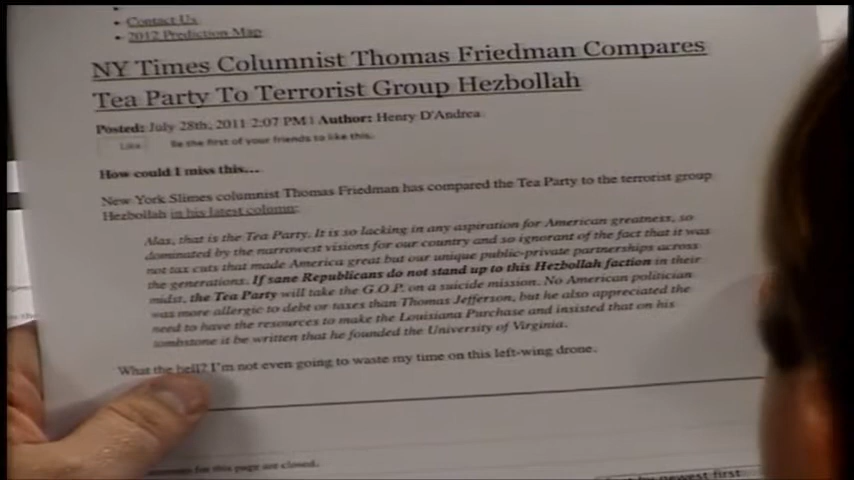 Contact Us
2012 Prediction Map
NY Times Columnist Thomas Friedman Compares
Tea Party To Terrorist Group Hezbollah
Posted: July 28th, 2011 2:07 PM | Author: Henry D'Andrea
Like Be the first of your friends to like this.
How could I miss this...
New York Slimes columnist Thomas Friedman has compared the Tea Party to the terrorist group
Hezbollah in his latest column:
Alas, that is the Tea Party. It is so lacking in any aspiration for American greatness, so
dominated by the narrowest visions for our country and so ignorant of the fact that it was
not tax cuts that made America great but our unique public-private partnerships across
the generations. If sane Republicans do not stand up to this Hezbollah faction in their
midst, the Tea Party will take the G.O.P. on a suicide mission. No American politician
was more allergic to debt or taxes than Thomas Jefferson, but he also appreciated the
need to have the resources to make the Louisiana Purchase and insisted that on his
tombstone it be written that he founded the University of Virginia.
What the hell? I'm not even going to waste my time on this left-wing drone.
for this page are closed.
by newest first